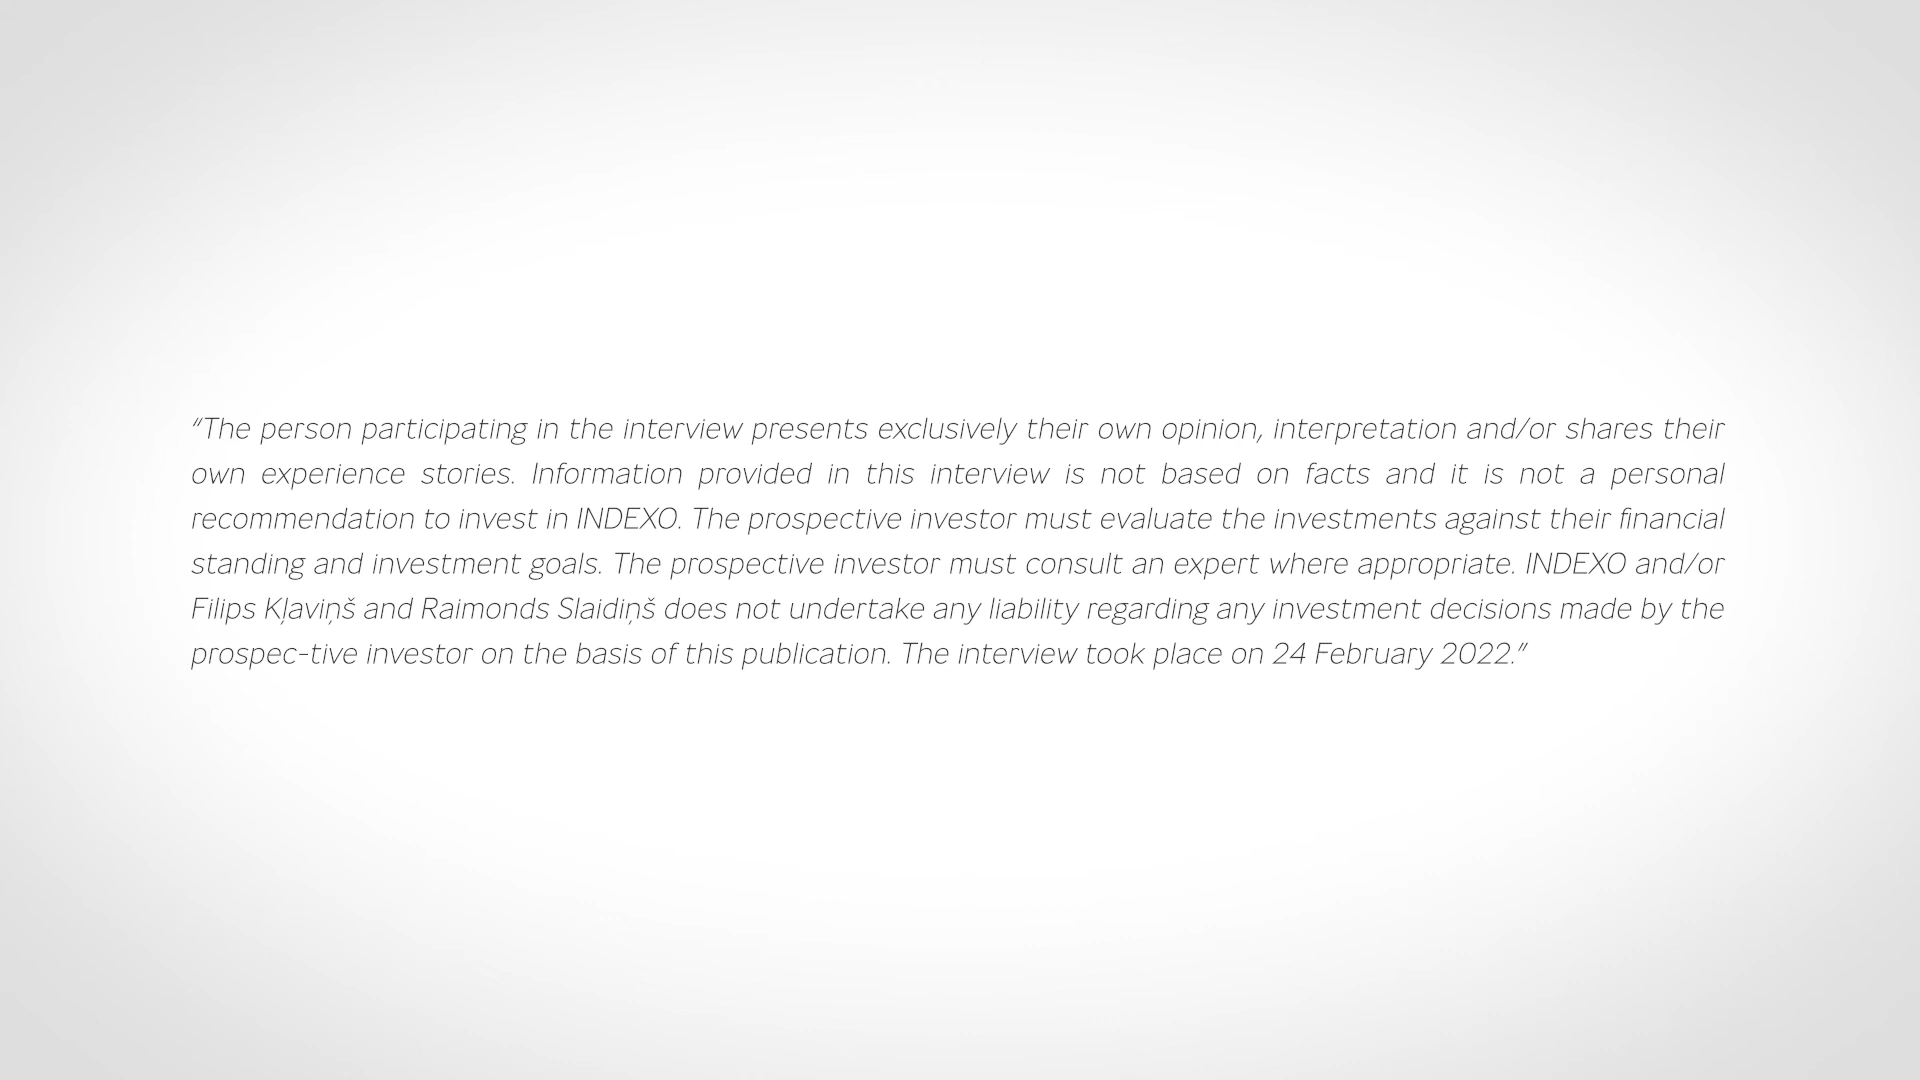 "The person participating in the interview presents exclusively their own opinion, interpretation and/or shares their
own experience stories. Information provided in this interview is not based on facts and it is not a personal
recommendation to invest in INDEXO. The prospective investor must evaluate the investments against their financial
standing and investment goals. The prospective investor must consult an expert where appropriate. INDEXO and/or
Filips Kļaviņš and Raimonds Slaidiņš does not undertake any liability regarding any investment decisions made by the
prospec-tive investor on the basis of this publication. The interview took place on 24 February 2022."